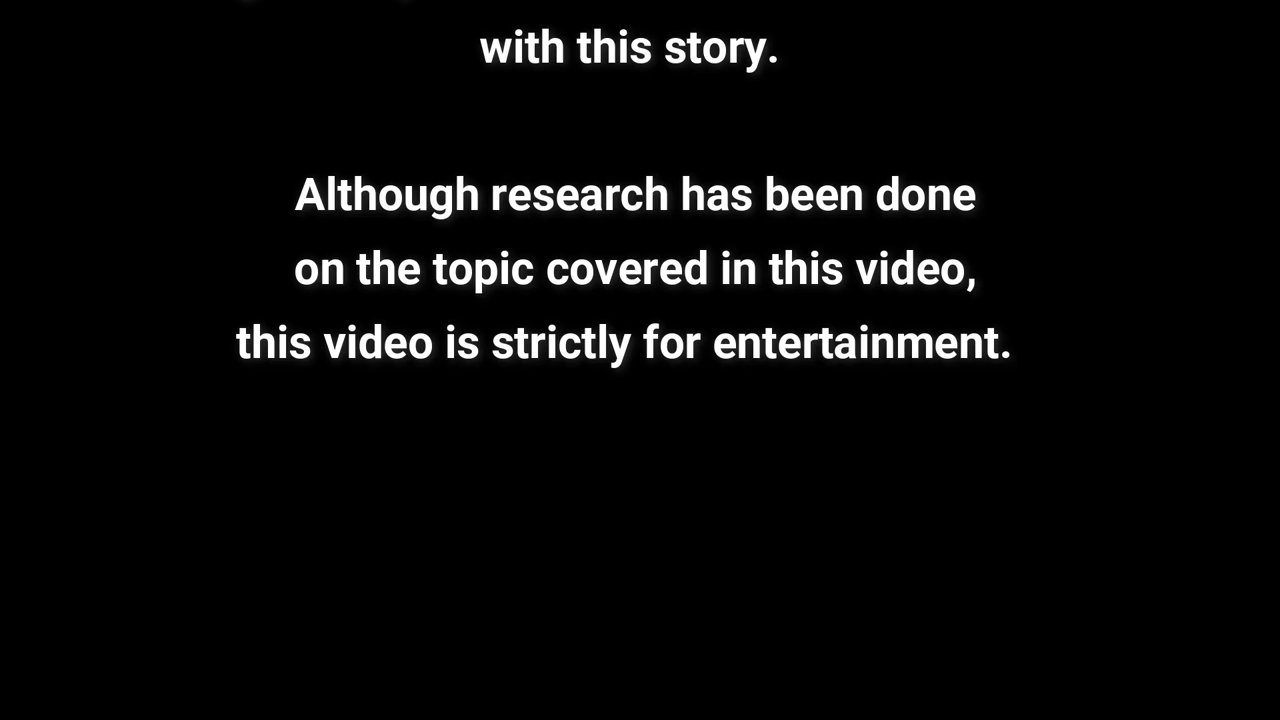 with this story.
Although research has been done
on the topic covered in this video,
this video is strictly for entertainment.